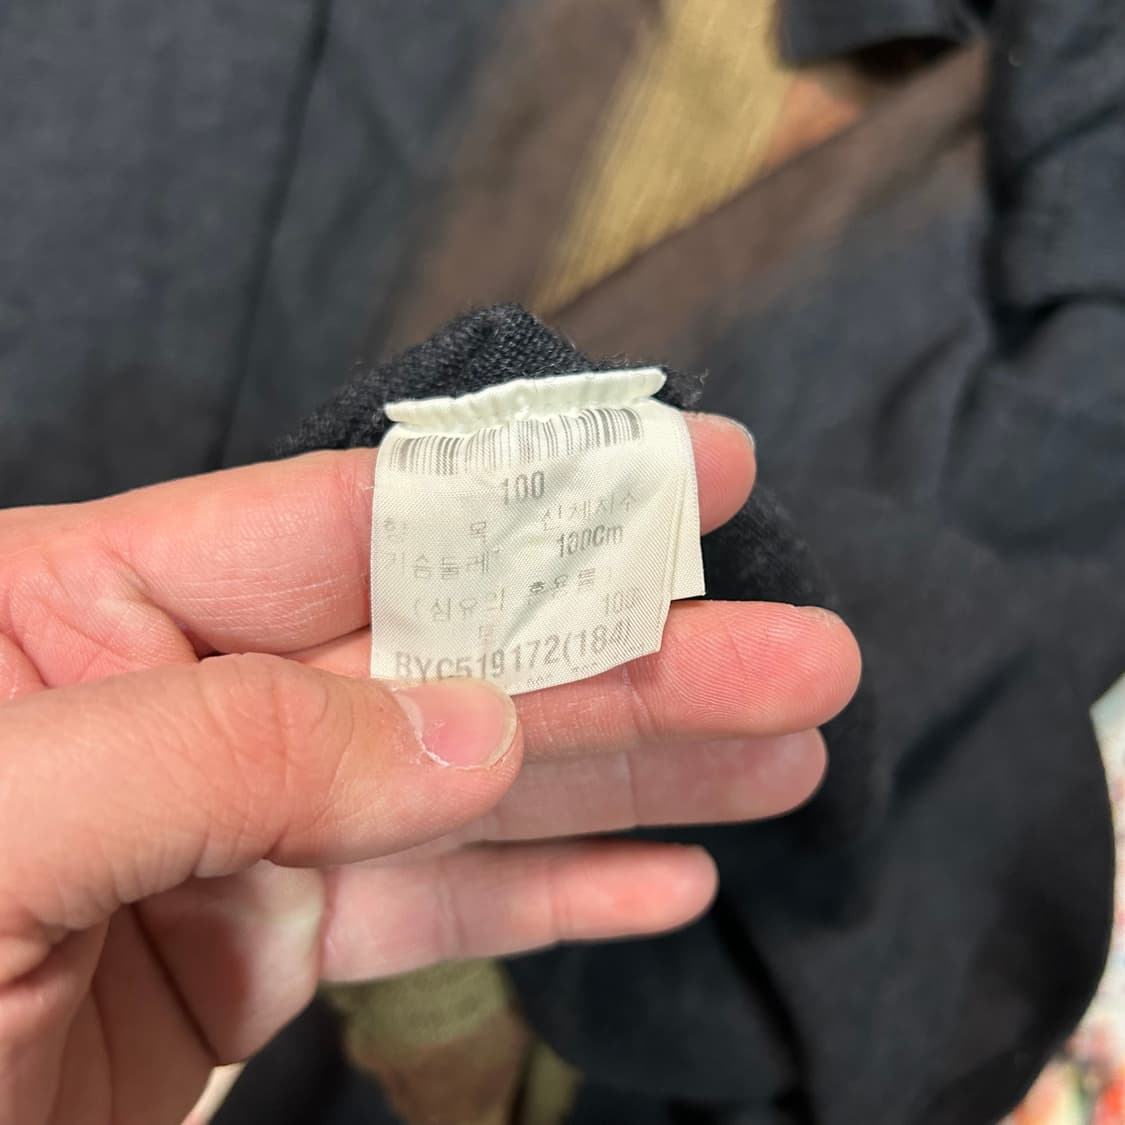 100
항 목 신체치수
가슴둘레 100Cm
(섬유의 혼용률)
100
BYC519172(184)